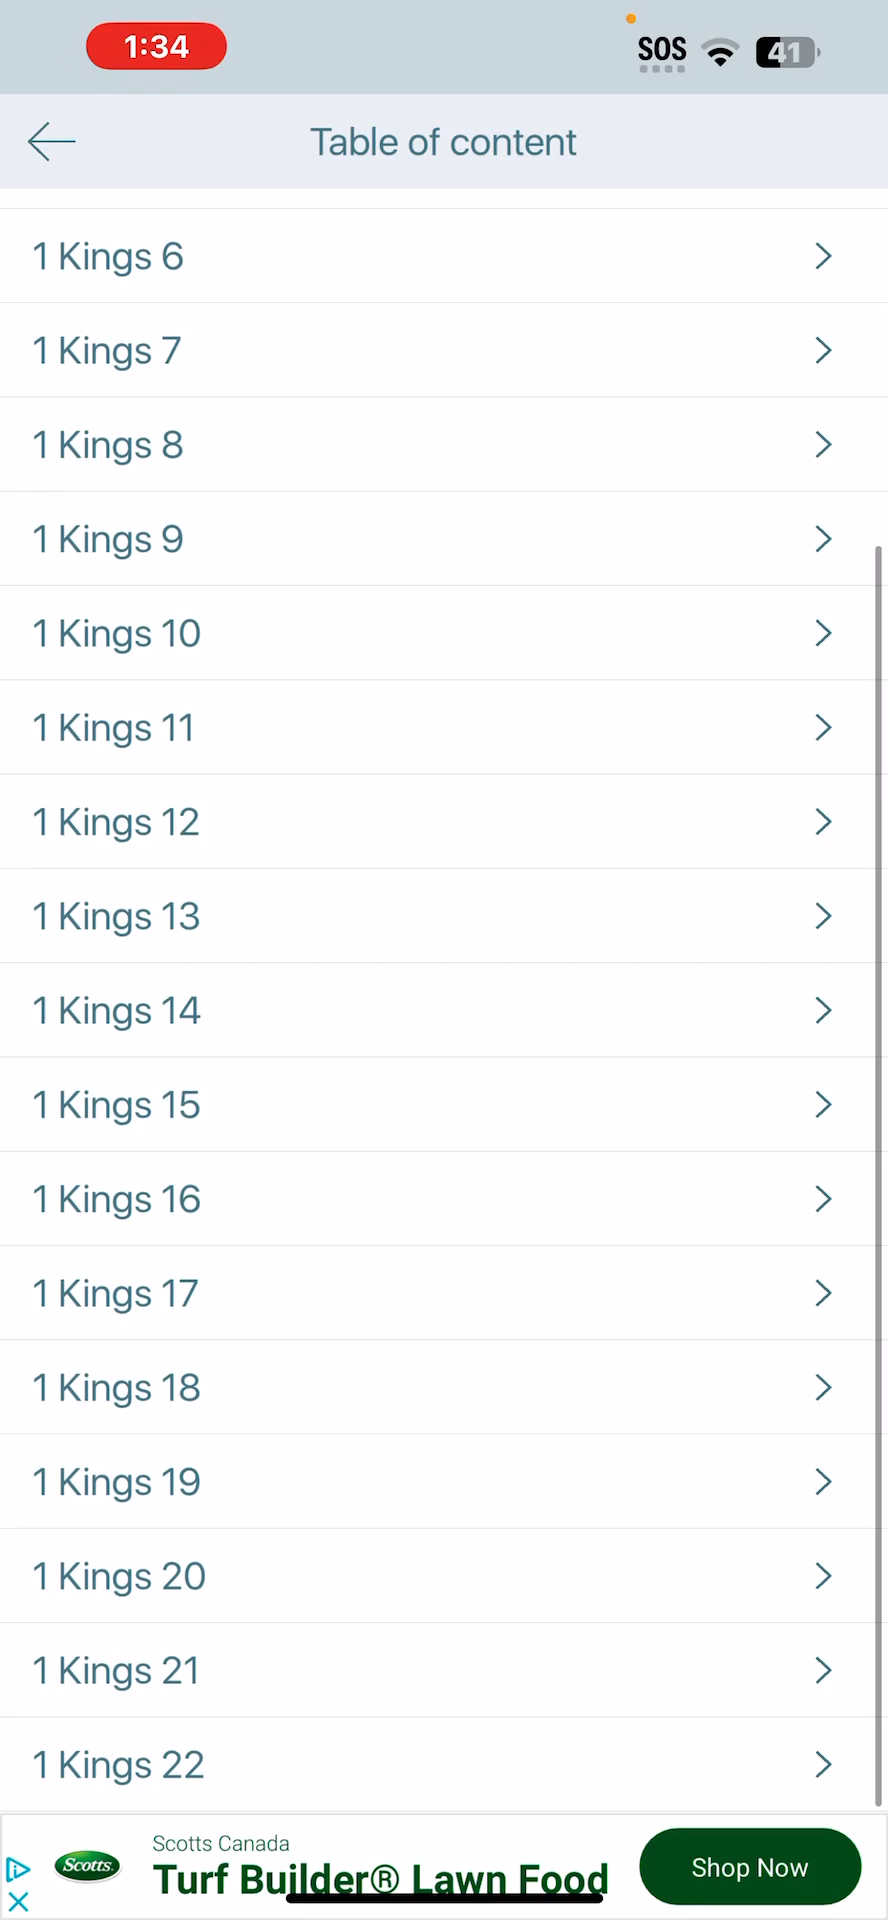 1:34
SOS
41
Table of content
1 Kings 6
1 Kings 7
1 Kings 8
1 Kings 9
1 Kings 10
1 Kings 11
1 Kings 12
1 Kings 13
1 Kings 14
1 Kings 15
1 Kings 16
1 Kings 17
1 Kings 18
1 Kings 19
1 Kings 20
1 Kings 21
1 Kings 22
Scotts Canada
Scotts.
Turf Builder® Lawn Food
Shop Now